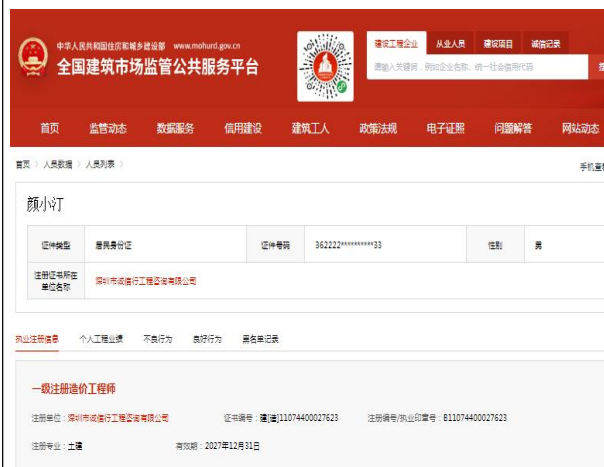 中华人民共和国住房和城乡建设部 www.mohurd.gov.cn
全国建筑市场监管公共服务平台
建设工程企业 从业人员 建设项目 诚信记录
请输入关键词，例如企业名称、统一社会信用代码
首页 监管动态 数据服务 信用建设 建筑工人 政策法规 电子证照 问题解答 网站动态
首页 > 人员数据 > 人员列表 >
手机查看
颜小汀
证件类型 居民身份证 证件号码 362222**********33 性别 男
注册证书所在
单位名称
深圳市诚信行工程咨询有限公司
执业注册信息 个人工程业绩 不良行为 良好行为 黑名单记录
一级注册造价工程师
注册单位：深圳市诚信行工程咨询有限公司 证书编号：建[造]11074400027623 注册编号/执业印章号：B11074400027623
注册专业：土建 有效期：2027年12月31日